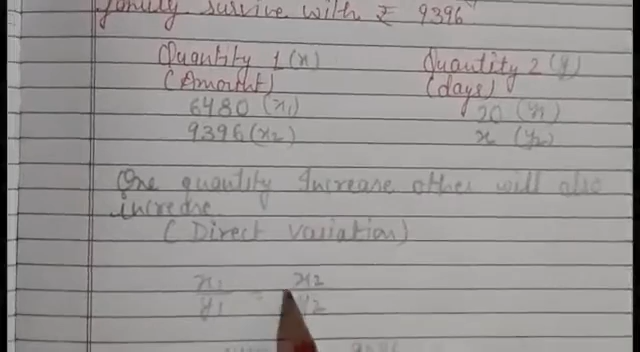 family survive with ₹ 9396
Quantity 1 (x) Quantity 2 (y)
(Amount) (days)
6480 (x1) 20 (y1)
9396 (x2) x (y2)
One quantity Increase other will also
increase
(Direct variation)
x1 = x2
y1 y2